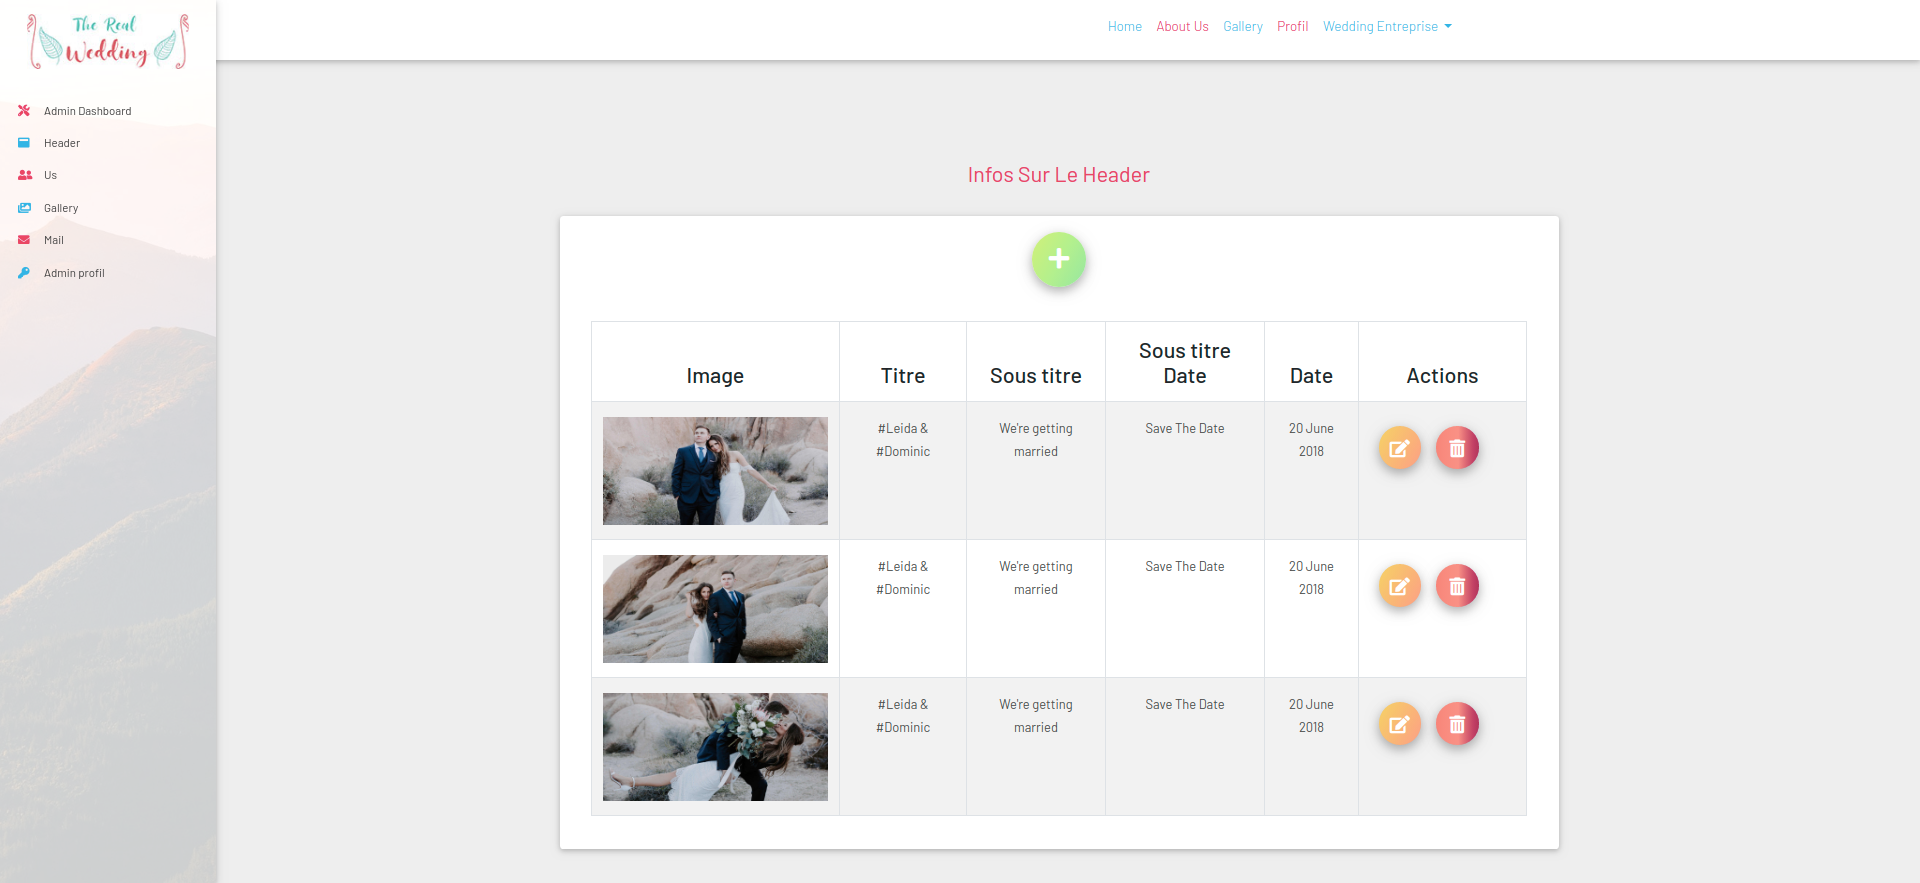 The Real
Wedding
Home About Us Gallery Profil Wedding Entreprise
Admin Dashboard
Header
Us
Gallery
Mail
Admin profil
Infos Sur Le Header
Image Titre Sous titre Sous titre Date Date Actions
#Leida &
#Dominic
We're getting
married
Save The Date
20 June
2018
#Leida &
#Dominic
We're getting
married
Save The Date
20 June
2018
#Leida &
#Dominic
We're getting
married
Save The Date
20 June
2018